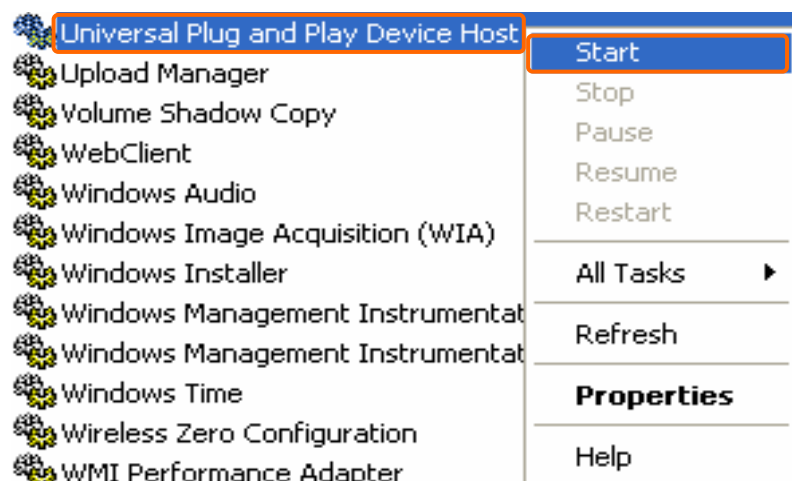 Universal Plug and Play Device Host
Upload Manager
Volume Shadow Copy
WebClient
Windows Audio
Windows Image Acquisition (WIA)
Windows Installer
Windows Management Instrumentat
Windows Management Instrumentat
Windows Time
Wireless Zero Configuration
WMI Performance Adapter
Start
Stop
Pause
Resume
Restart
All Tasks
Refresh
Properties
Help